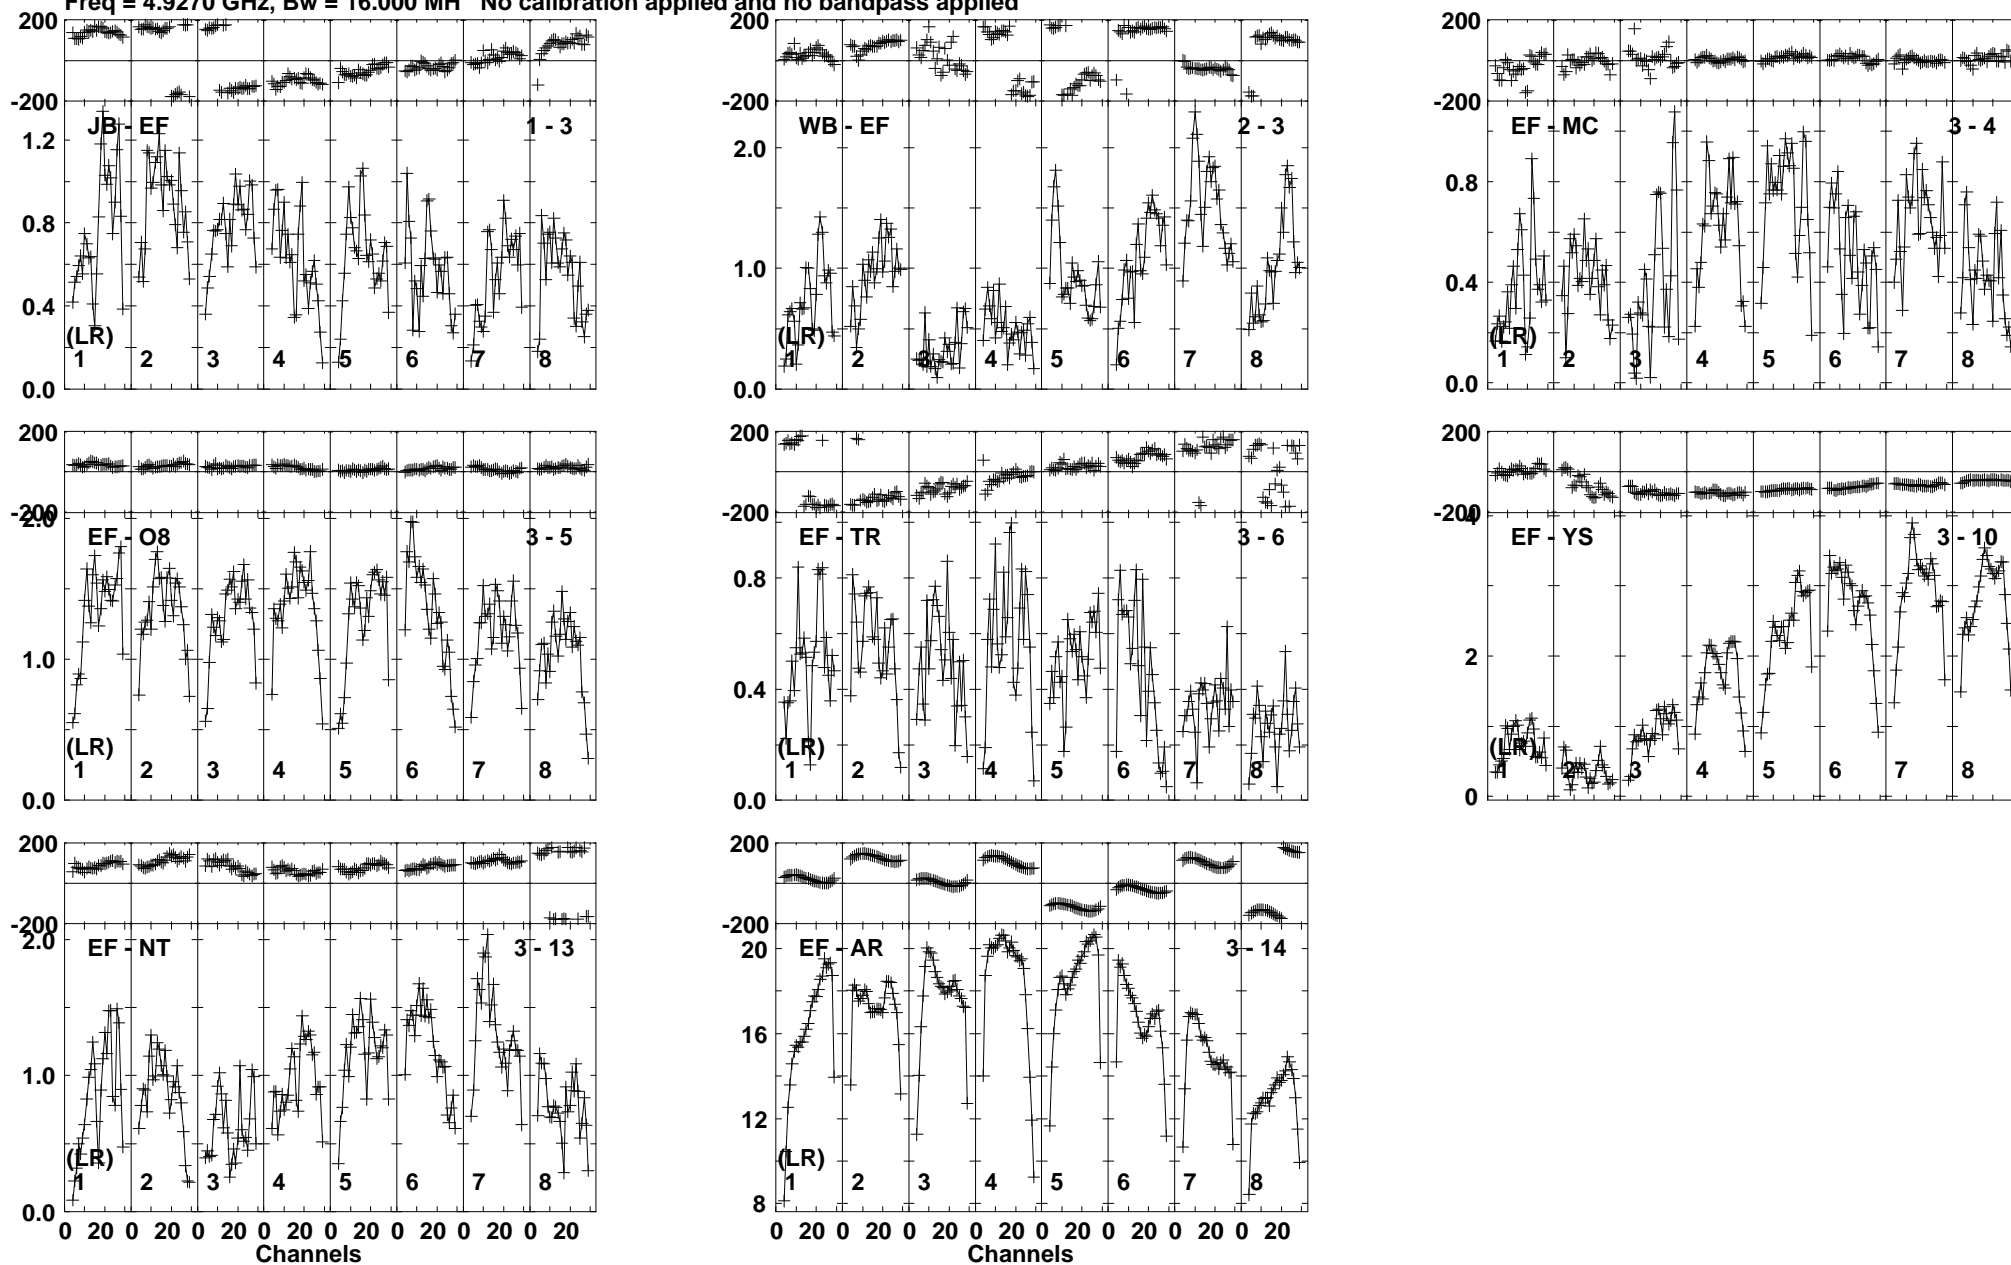 Freq = 4.9270 GHz, Bw = 16.000 MH No calibration applied and no bandpass applied
200
-200
JB - EF
1 - 3
1.2
0.8
0.4
0.0
(LR)
1 2 3 4 5 6 7 8
200
-200
WB - EF
2 - 3
2.0
1.0
0.0
(LR)
1 2 3 4 5 6 7 8
200
-200
EF - MC
3 - 4
0.8
0.4
0.0
(LR)
1 2 3 4 5 6 7 8
200
-200
EF - O8
3 - 5
2.0
1.0
0.0
(LR)
1 2 3 4 5 6 7 8
200
-200
EF - TR
3 - 6
0.8
0.4
0.0
(LR)
1 2 3 4 5 6 7 8
200
-200
EF - YS
3 - 10
4
2
0
(LR)
1 2 3 4 5 6 7 8
200
-200
EF - NT
3 - 13
2.0
1.0
0.0
(LR)
1 2 3 4 5 6 7 8
0 20 0 20 0 20 0 20 0 20 0 20 0 20 0 20
Channels
200
-200
EF - AR
3 - 14
20
16
12
8
(LR)
1 2 3 4 5 6 7 8
0 20 0 20 0 20 0 20 0 20 0 20 0 20 0 20
Channels